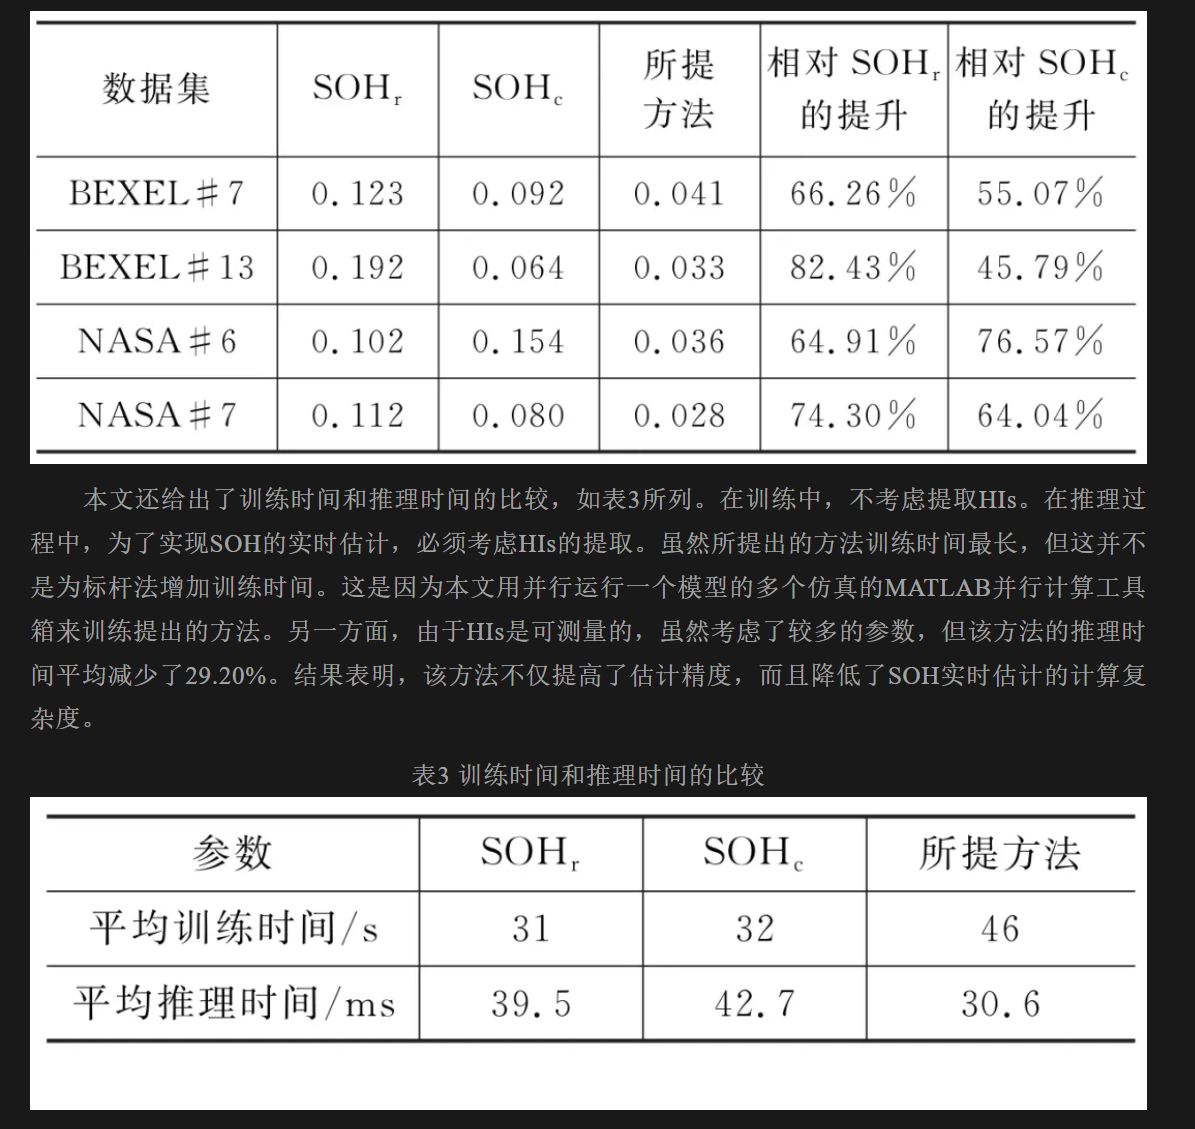 数据集 SOHr SOHc 所提方法 相对 SOHr 的提升 相对 SOHc 的提升
BEXEL#7 0.123 0.092 0.041 66.26% 55.07%
BEXEL#13 0.192 0.064 0.033 82.43% 45.79%
NASA#6 0.102 0.154 0.036 64.91% 76.57%
NASA#7 0.112 0.080 0.028 74.30% 64.04%
本文还给出了训练时间和推理时间的比较，如表3所列。在训练中，不考虑提取HIs。在推理过
程中，为了实现SOH的实时估计，必须考虑HIs的提取。虽然所提出的方法训练时间最长，但这并不
是为标杆法增加训练时间。这是因为本文用并行运行一个模型的多个仿真的MATLAB并行计算工具
箱来训练提出的方法。另一方面，由于HIs是可测量的，虽然考虑了较多的参数，但该方法的推理时
间平均减少了29.20%。结果表明，该方法不仅提高了估计精度，而且降低了SOH实时估计的计算复
杂度。
表3 训练时间和推理时间的比较
参数 SOHr SOHc 所提方法
平均训练时间/s 31 32 46
平均推理时间/ms 39.5 42.7 30.6